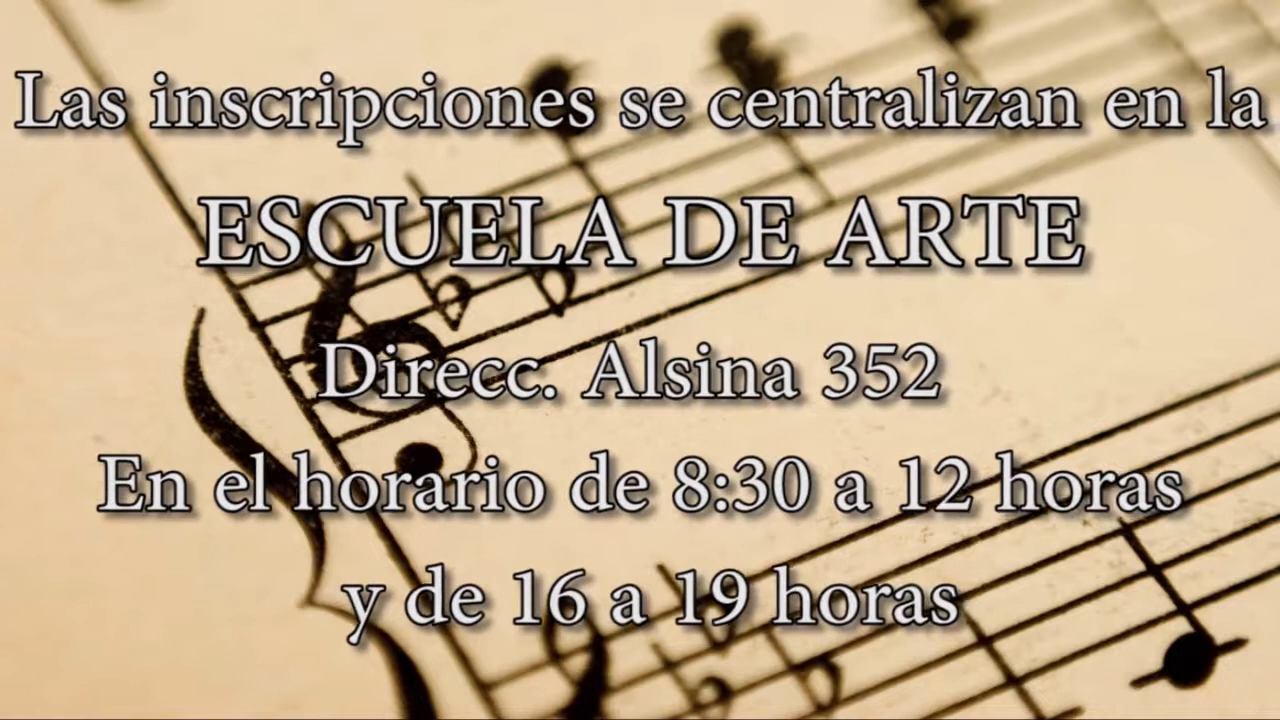 Las inscripciones se centralizan en la
ESCUELA DE ARTE
Direcc. Alsina 352
En el horario de 8:30 a 12 horas
y de 16 a 19 horas